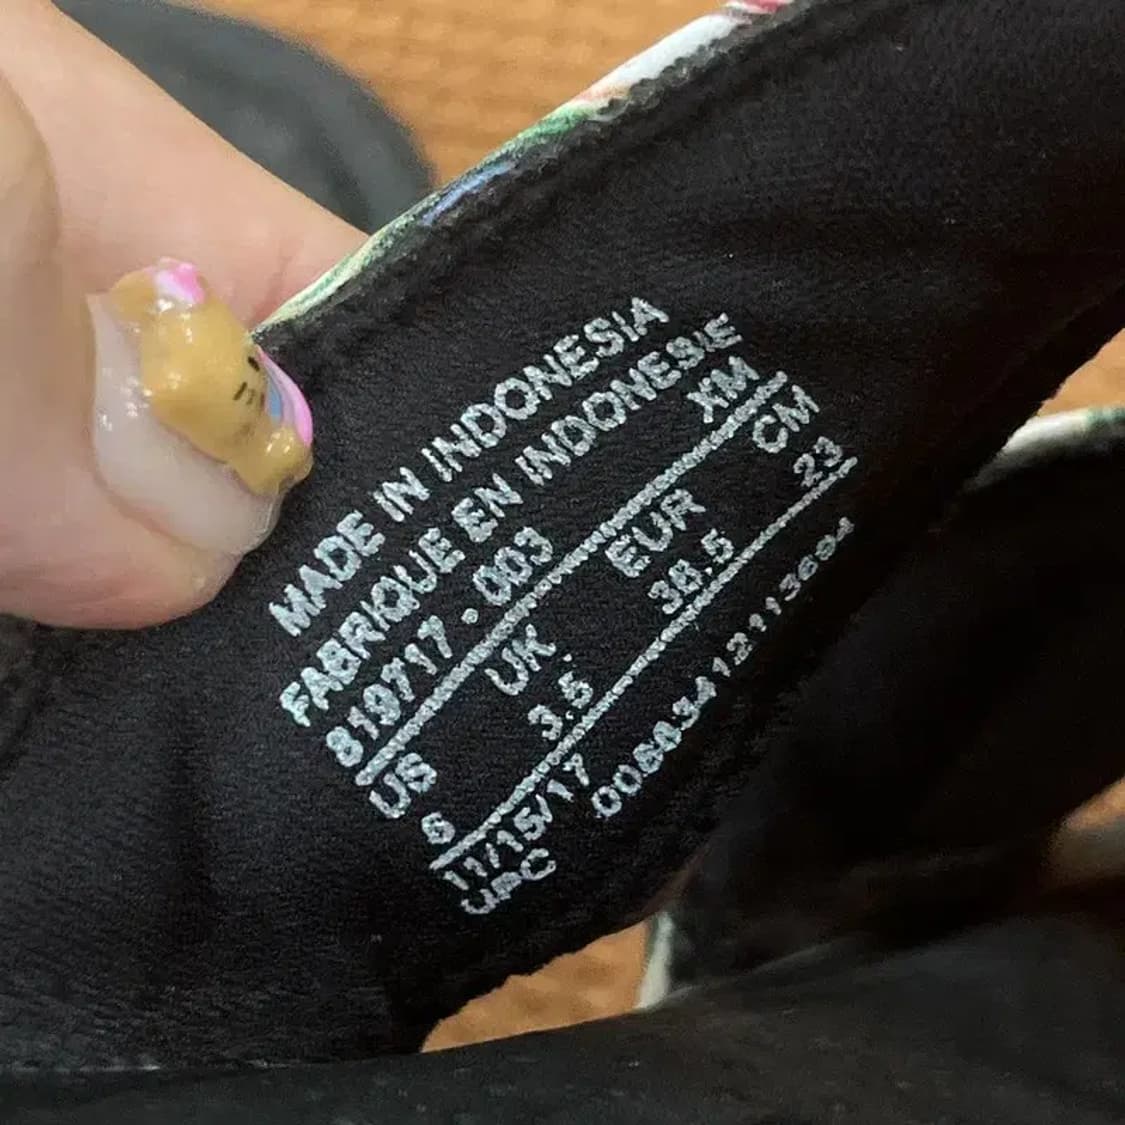 MADE IN INDONESIA
FABRIQUE EN INDONESIE
819717-003 XM
US UK EUR CM
6 3.5 38.5 23
11/15/17
UPC